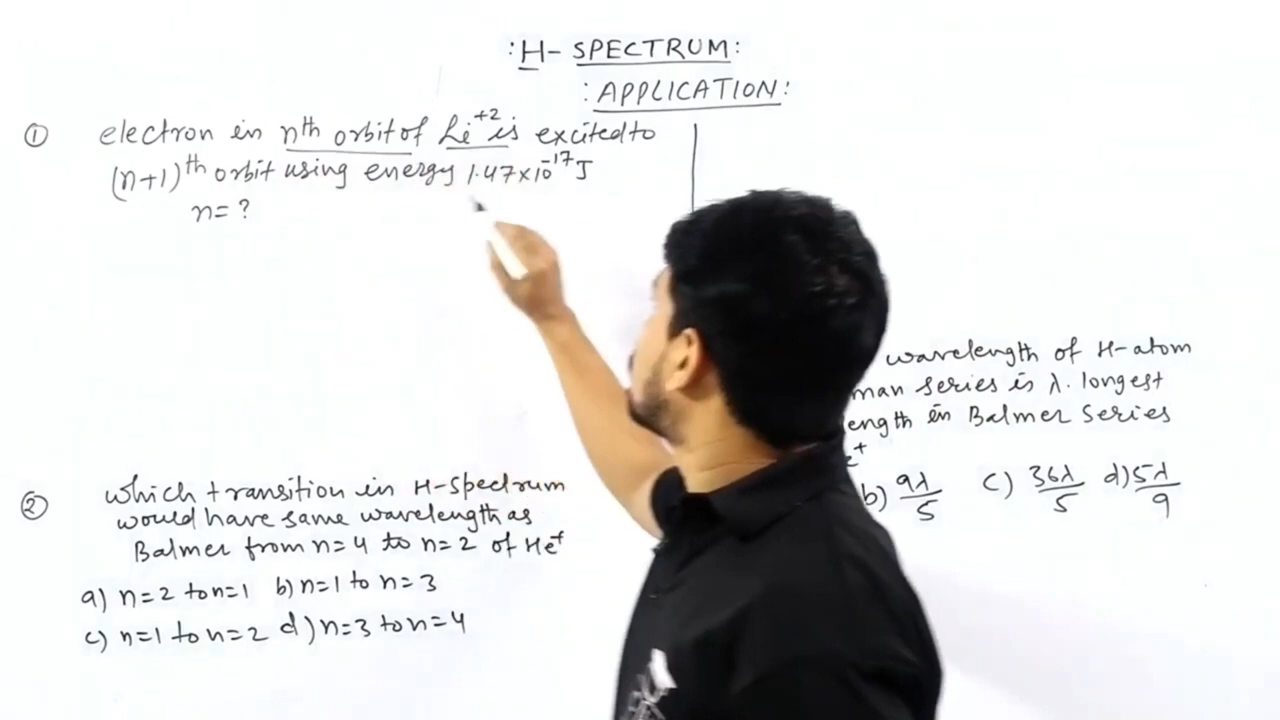 :H- SPECTRUM:
:APPLICATION:
① electron in nth orbit of Li⁺² is excited to
(n+1)ᵗʰ orbit using energy 1.47×10⁻¹⁷J
n=?
② which transition in H-spectrum
would have same wavelength as
Balmer from n=4 to n=2 of He⁺
a) n=2 to n=1 b) n=1 to n=3
c) n=1 to n=2 d) n=3 to n=4
wavelength of H-atom
man series is λ. longest
ength in Balmer Series
e⁺
b) 9λ/5 c) 36λ/5 d) 5λ/9